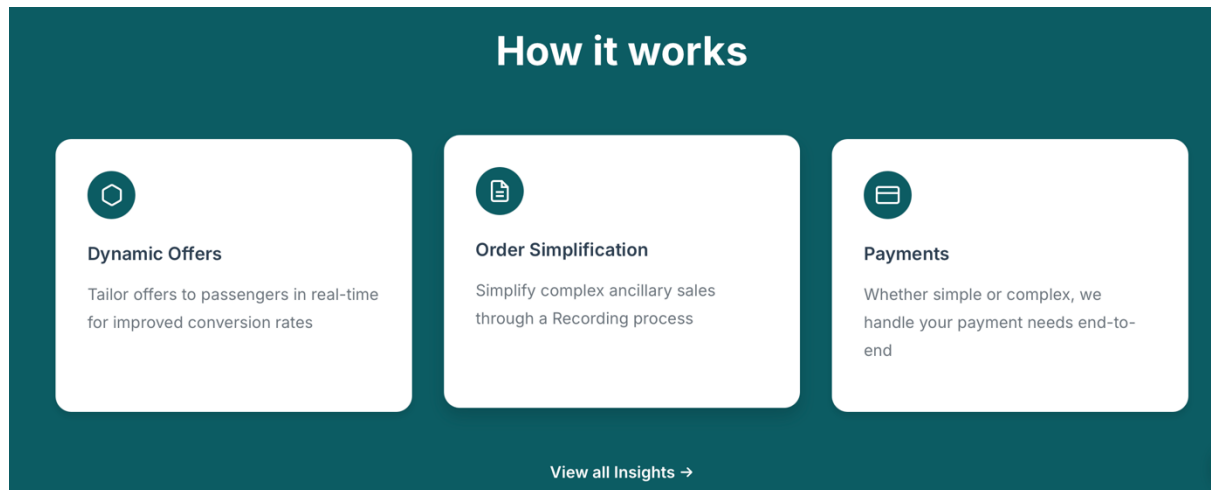 How it works
Dynamic Offers
Tailor offers to passengers in real-time
for improved conversion rates
Order Simplification
Simplify complex ancillary sales
through a Recording process
Payments
Whether simple or complex, we
handle your payment needs end-to-
end
View all Insights →